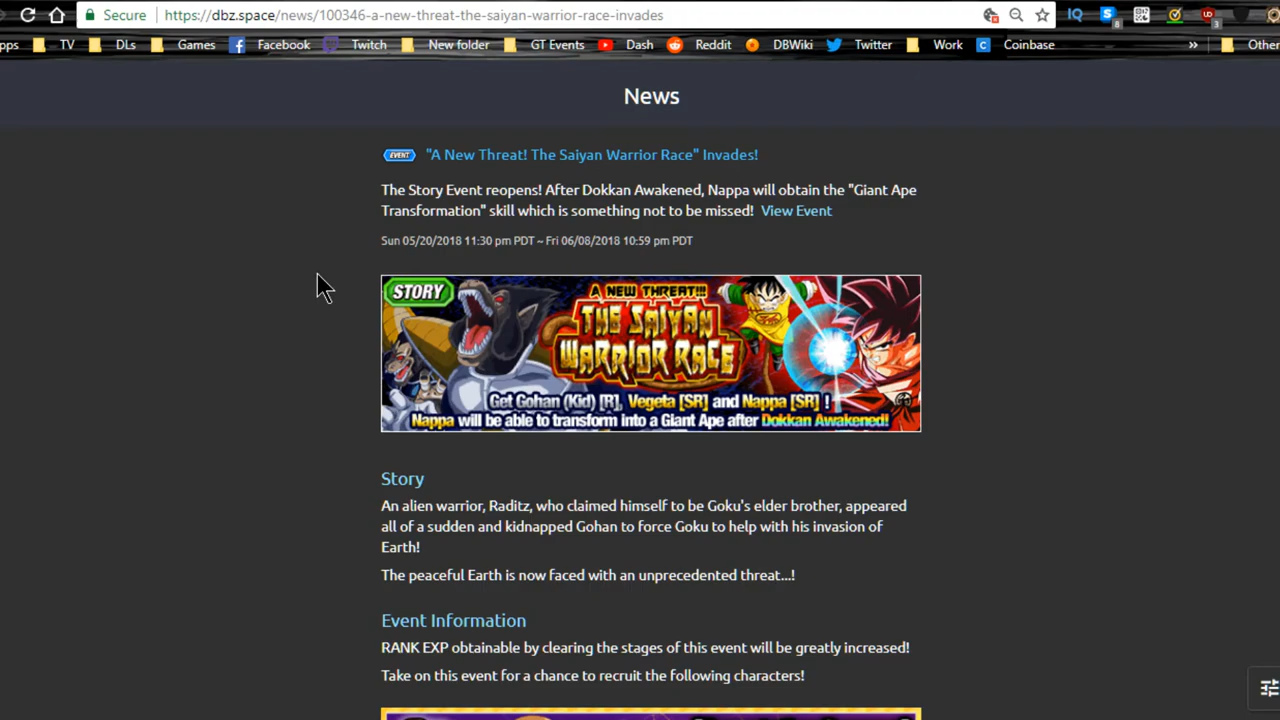 Secure https://dbz.space/news/100346-a-new-threat-the-saiyan-warrior-race-invades IQ 8 3
pps TV DLs Games Facebook Twitch New folder GT Events Dash Reddit DBWiki Twitter Work Coinbase » Other
News
EVENT "A New Threat! The Saiyan Warrior Race" Invades!
The Story Event reopens! After Dokkan Awakened, Nappa will obtain the "Giant Ape
Transformation" skill which is something not to be missed! View Event
Sun 05/20/2018 11:30 pm PDT ~ Fri 06/08/2018 10:59 pm PDT
STORY
A NEW THREAT!!!
THE SAIYAN
WARRIOR RACE
Get Gohan (Kid) [R], Vegeta [SR] and Nappa [SR] !
Nappa will be able to transform into a Giant Ape after Dokkan Awakened!
Story
An alien warrior, Raditz, who claimed himself to be Goku's elder brother, appeared
all of a sudden and kidnapped Gohan to force Goku to help with his invasion of
Earth!
The peaceful Earth is now faced with an unprecedented threat...!
Event Information
RANK EXP obtainable by clearing the stages of this event will be greatly increased!
Take on this event for a chance to recruit the following characters!